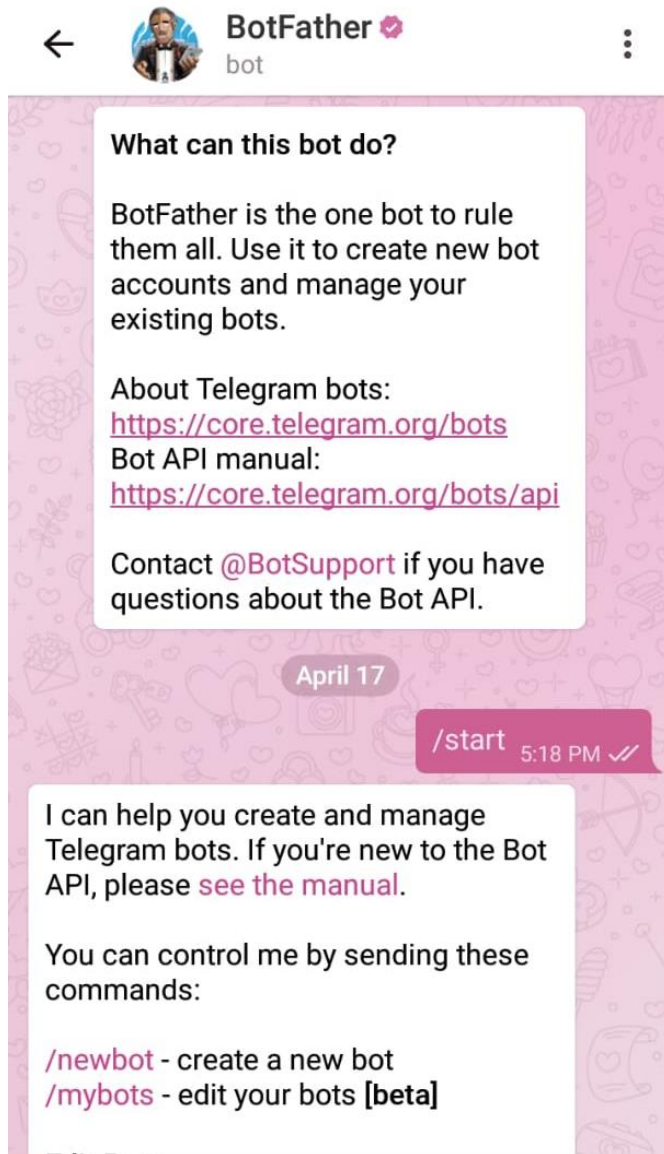 BotFather
bot
What can this bot do?
BotFather is the one bot to rule
them all. Use it to create new bot
accounts and manage your
existing bots.
About Telegram bots:
https://core.telegram.org/bots
Bot API manual:
https://core.telegram.org/bots/api
Contact @BotSupport if you have
questions about the Bot API.
April 17
/start 5:18 PM
I can help you create and manage
Telegram bots. If you're new to the Bot
API, please see the manual.
You can control me by sending these
commands:
/newbot - create a new bot
/mybots - edit your bots [beta]